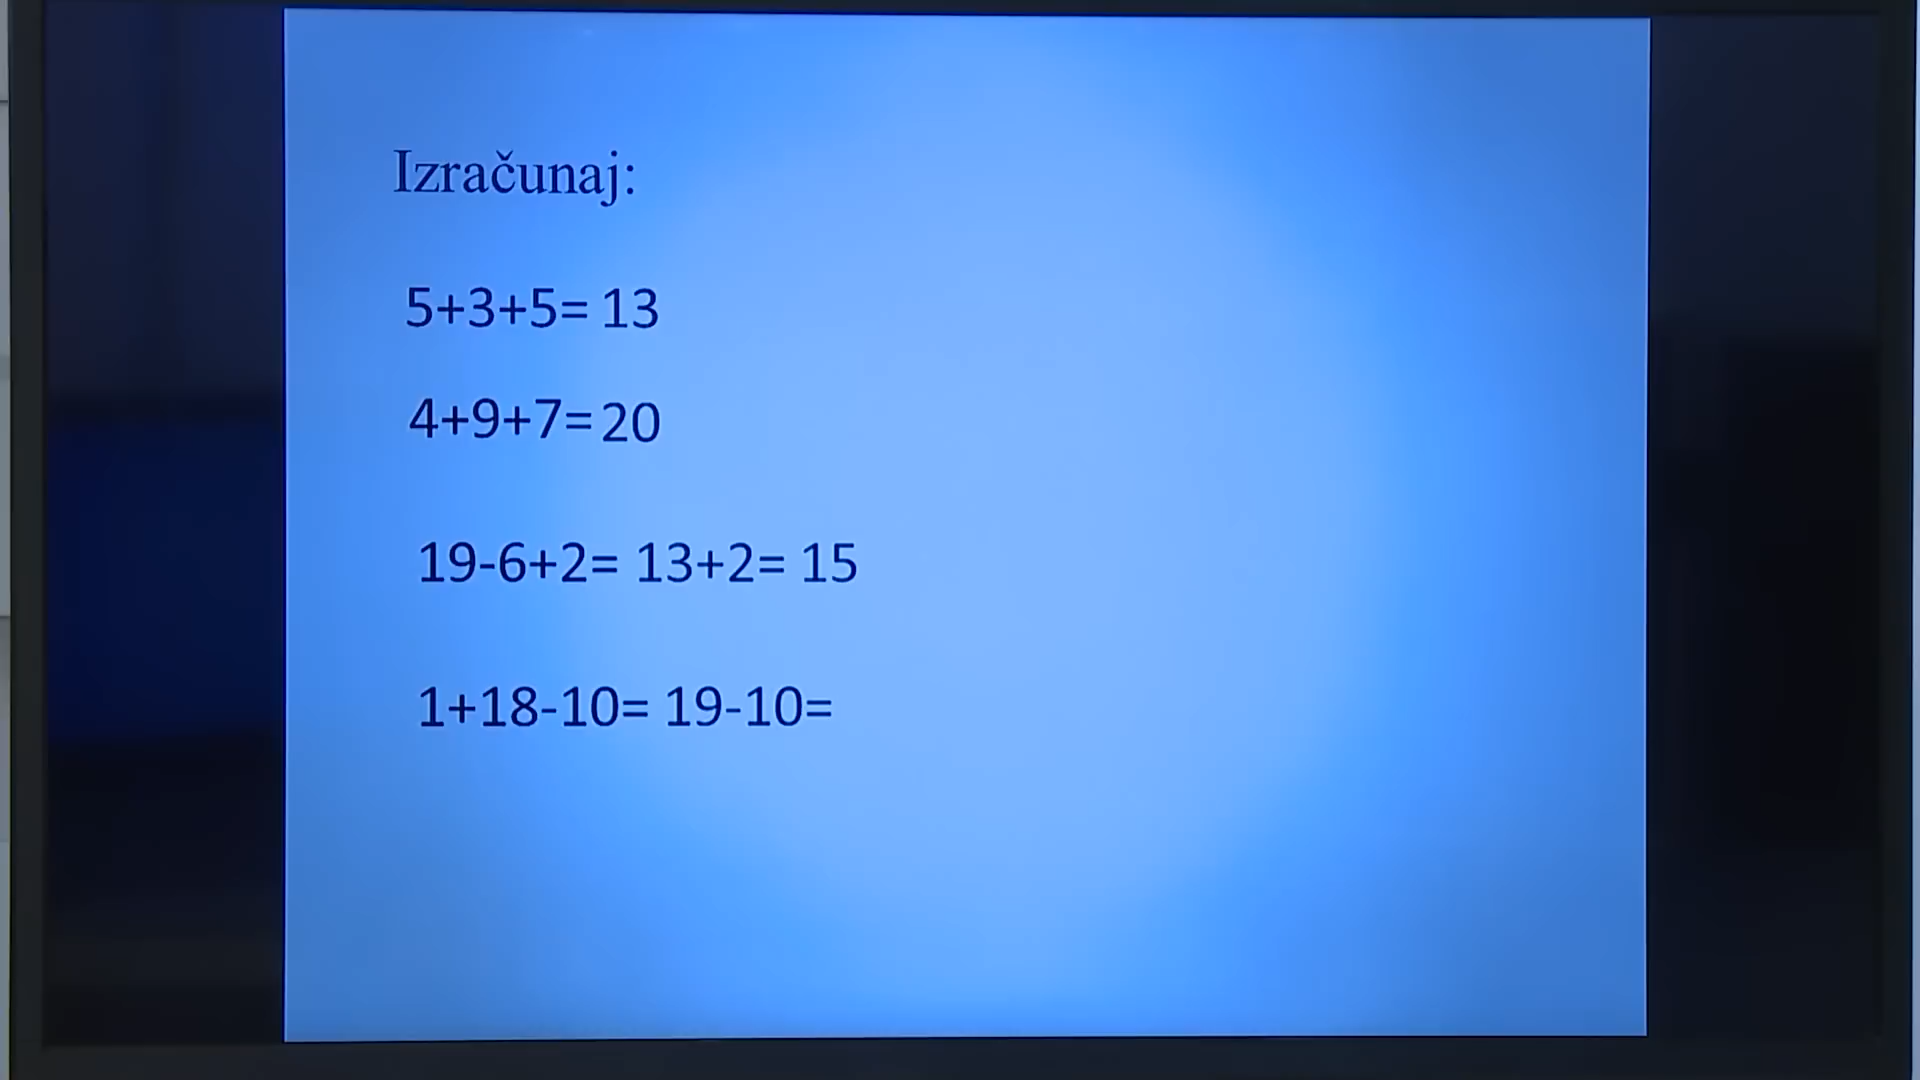 Izračunaj:
5+3+5= 13
4+9+7= 20
19-6+2= 13+2= 15
1+18-10= 19-10=